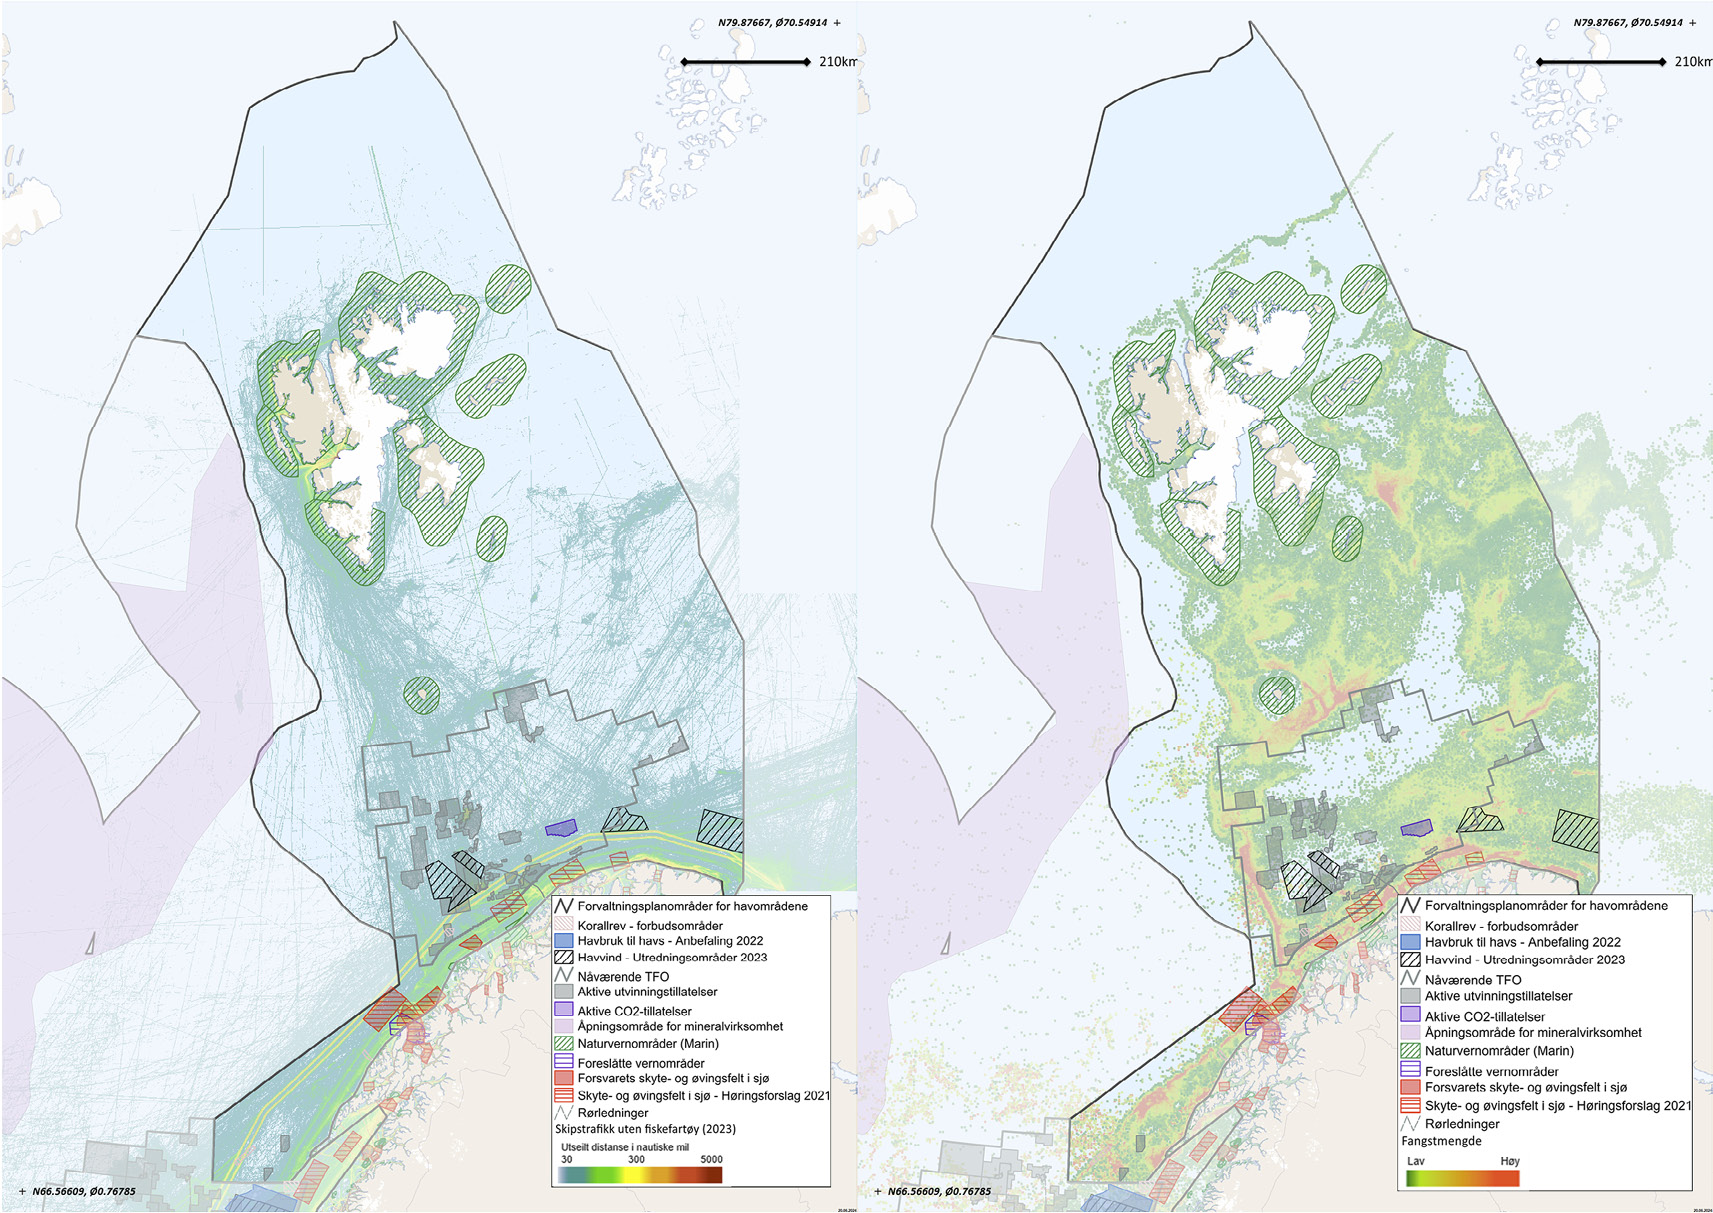 N79.87667, Ø70.54914 +
210km
Forvaltningsplanområder for havområdene
Korallrev - forbudsområder
Havbruk til havs - Anbefaling 2022
Havvind - Utredningsområder 2023
Nåværende TFO
Aktive utvinningstillatelser
Aktive CO2-tillatelser
Åpningsområde for mineralvirksomhet
Naturvernområder (Marin)
Foreslåtte vernområder
Forsvarets skyte- og øvingsfelt i sjø
Skyte- og øvingsfelt i sjø - Høringsforslag 2021
Rørledninger
Skipstrafikk uten fiskefartøy (2023)
Utseilt distanse i nautiske mil
30 300 5000
+ N66.56609, Ø0.76785
N79.87667, Ø70.54914 +
210km
Forvaltningsplanområder for havområdene
Korallrev - forbudsområder
Havbruk til havs - Anbefaling 2022
Havvind - Utredningsområder 2023
Nåværende TFO
Aktive utvinningstillatelser
Aktive CO2-tillatelser
Åpningsområde for mineralvirksomhet
Naturvernområder (Marin)
Foreslåtte vernområder
Forsvarets skyte- og øvingsfelt i sjø
Skyte- og øvingsfelt i sjø - Høringsforslag 2021
Rørledninger
Fangstmengde
Lav Høy
+ N66.56609, Ø0.76785